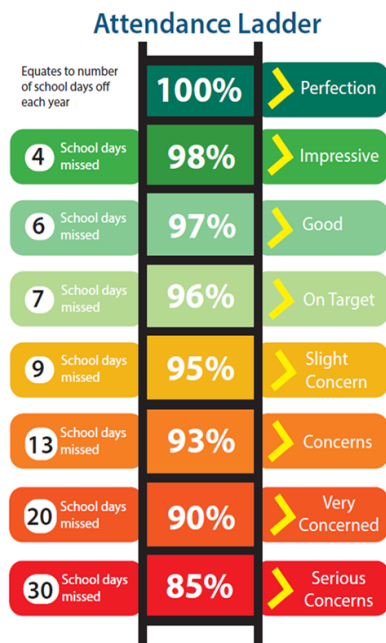 Attendance Ladder
Equates to number
of school days off
each year
100%
Perfection
4
School days
missed
98%
Impressive
6
School days
missed
97%
Good
7
School days
missed
96%
On Target
9
School days
missed
95%
Slight
Concern
13
School days
missed
93%
Concerns
20
School days
missed
90%
Very
Concerned
30
School days
missed
85%
Serious
Concerns